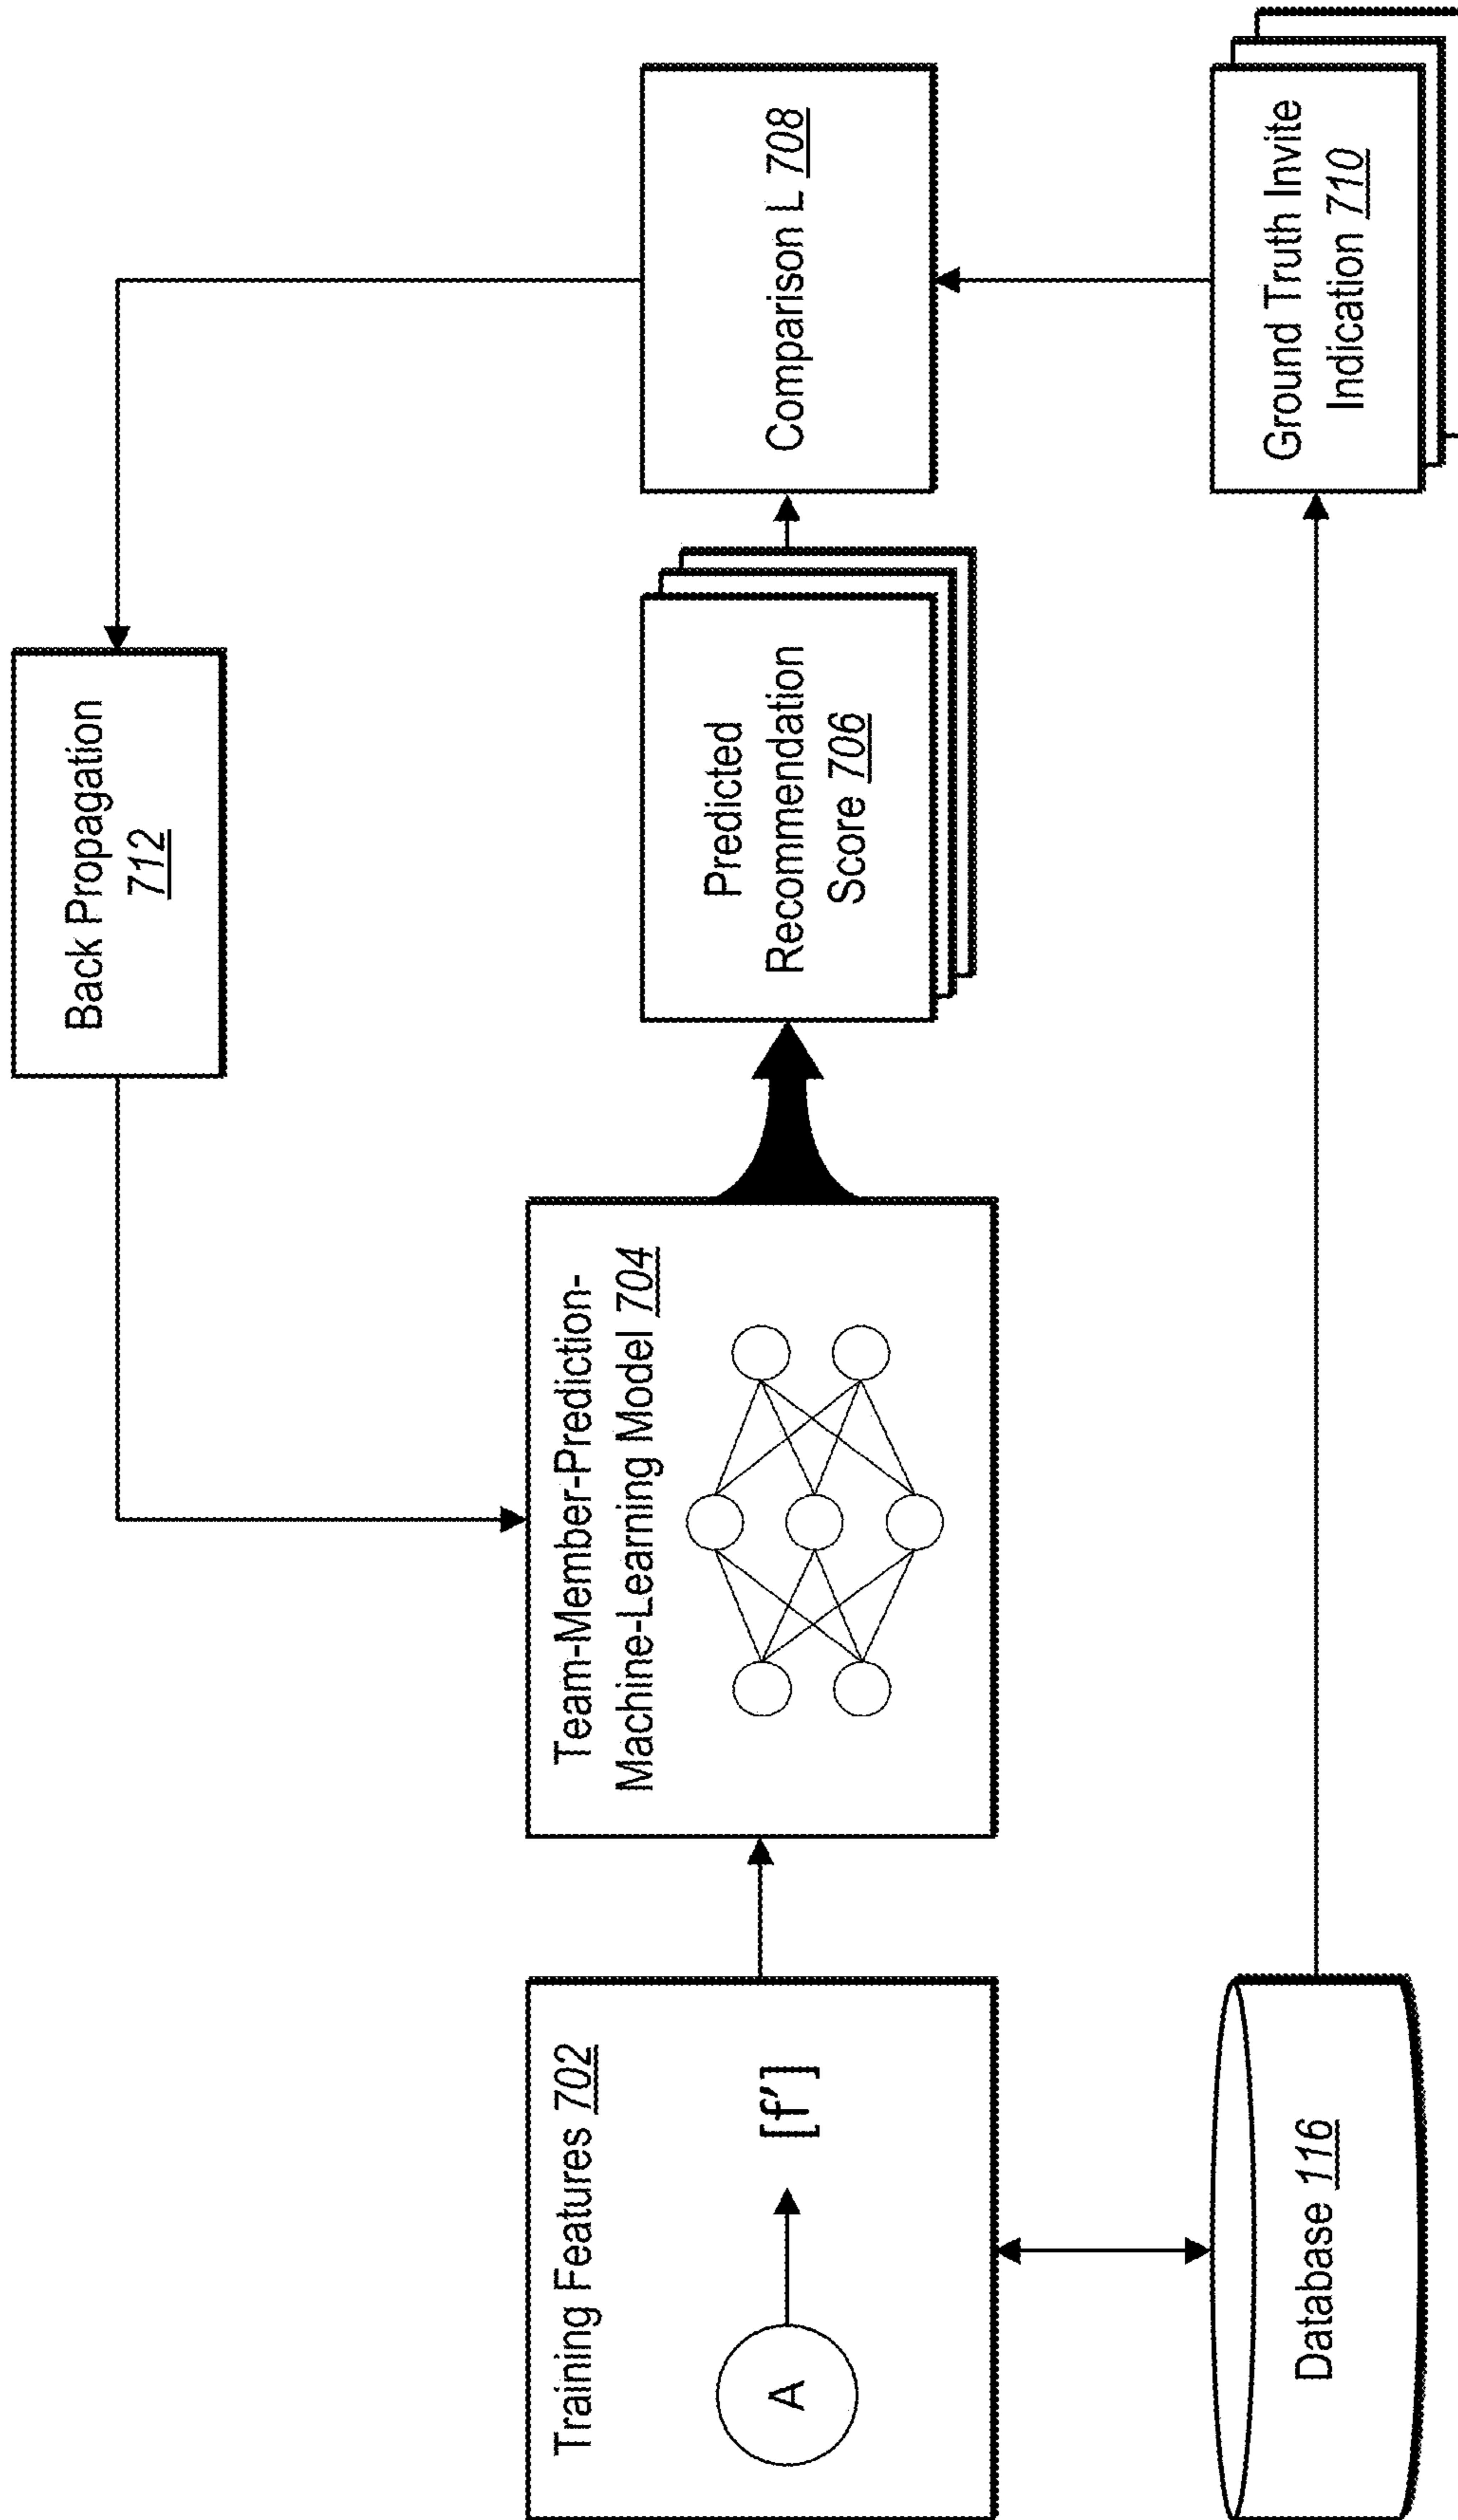 Back Propagation
712
Training Features 702
A
[f']
Team-Member-Prediction-
Machine-Learning Model 704
Predicted
Recommendation
Score 706
Comparison L 708
Database 116
Ground Truth Invite
Indication 710